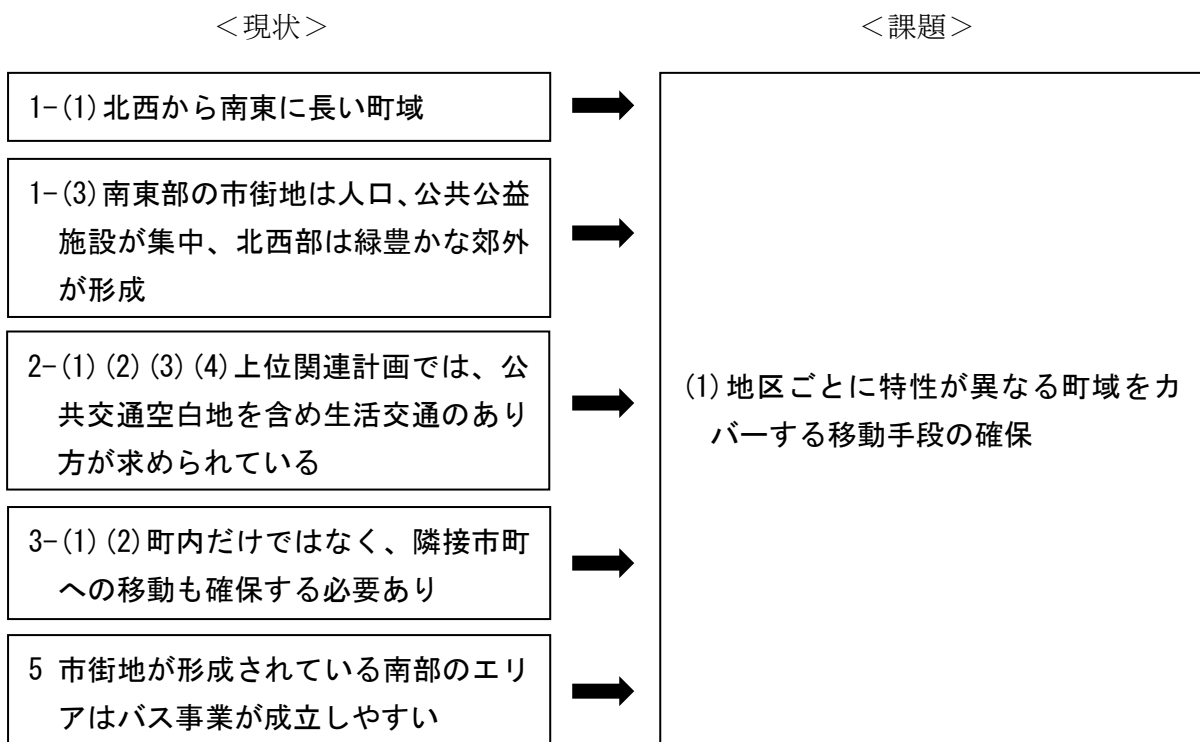 ＜現状＞
＜課題＞
1-(1)北西から南東に長い町域
1-(3)南東部の市街地は人口、公共公益
施設が集中、北西部は緑豊かな郊外
が形成
2-(1)(2)(3)(4)上位関連計画では、公
共交通空白地を含め生活交通のあり
方が求められている
3-(1)(2)町内だけではなく、隣接市町
への移動も確保する必要あり
5 市街地が形成されている南部のエリ
アはバス事業が成立しやすい
(1)地区ごとに特性が異なる町域をカ
バーする移動手段の確保